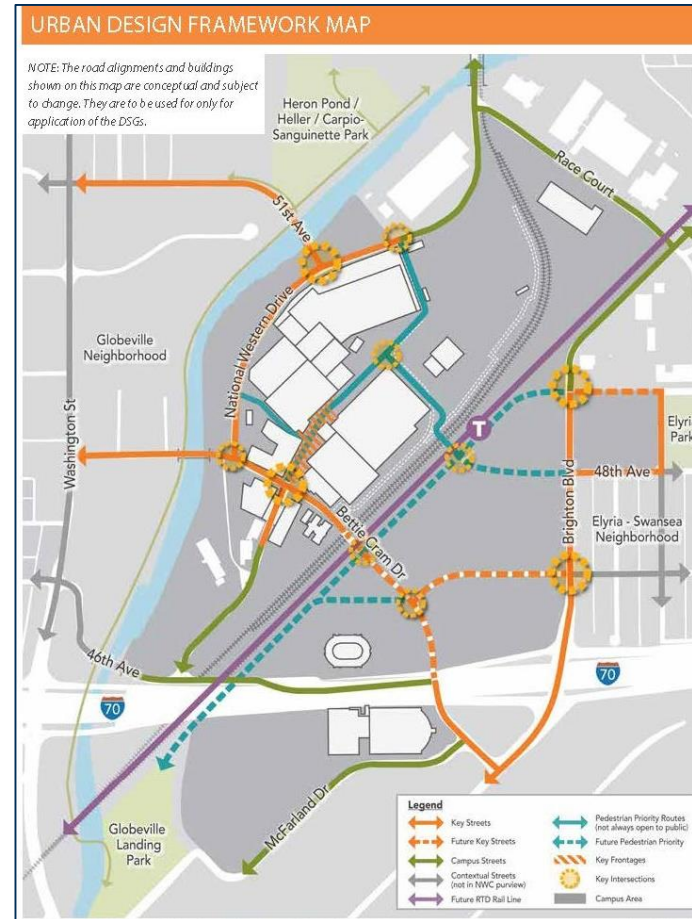 URBAN DESIGN FRAMEWORK MAP
NOTE: The road alignments and buildings
shown on this map are conceptual and subject
to change. They are to be used for only for
application of the DSGs.
Heron Pond /
Heller / Carpio-
Sanguinette Park
Race Court
51st Ave
National Western Drive
Globeville
Neighborhood
Washington St
T
Elyria
Park
48th Ave
Brighton Blvd
Elyria - Swansea
Neighborhood
Bettie Cram Dr
46th Ave
70
70
McFarland Dr
Globeville
Landing
Park
Legend
Key Streets
Future Key Streets
Campus Streets
Contextual Streets
(not in NWC purview)
Future RTD Rail Line
Pedestrian Priority Routes
(not always open to public)
Future Pedestrian Priority
Key Frontages
Key Intersections
Campus Area